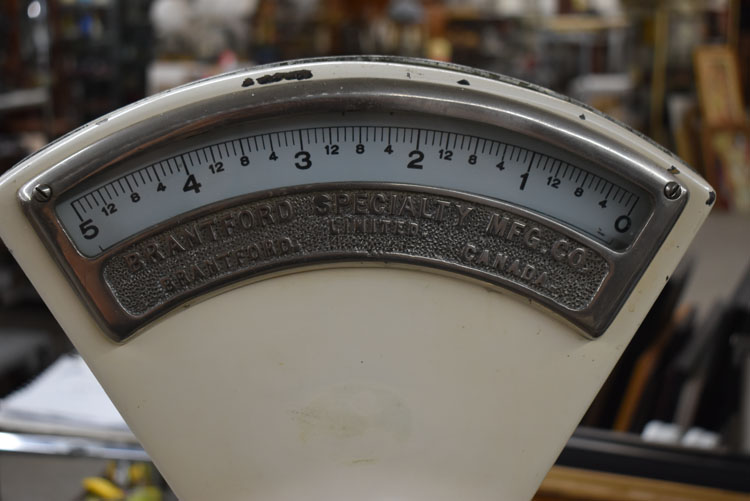 5 12 8 4 4 12 8 4 3 12 8 4 2 12 8 4 1 12 8 4 0
BRANTFORD SPECIALTY MFG. CO.
LIMITED
BRANTFORD, CANADA.